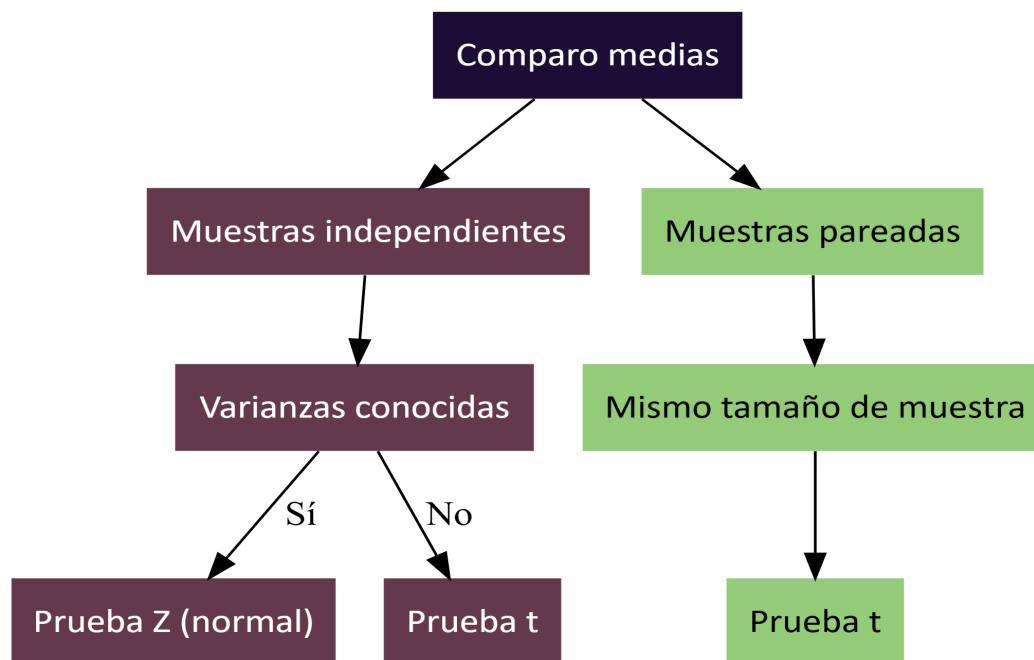 Comparo medias
Muestras independientes
Muestras pareadas
Varianzas conocidas
Mismo tamaño de muestra
Sí
No
Prueba Z (normal)
Prueba t
Prueba t